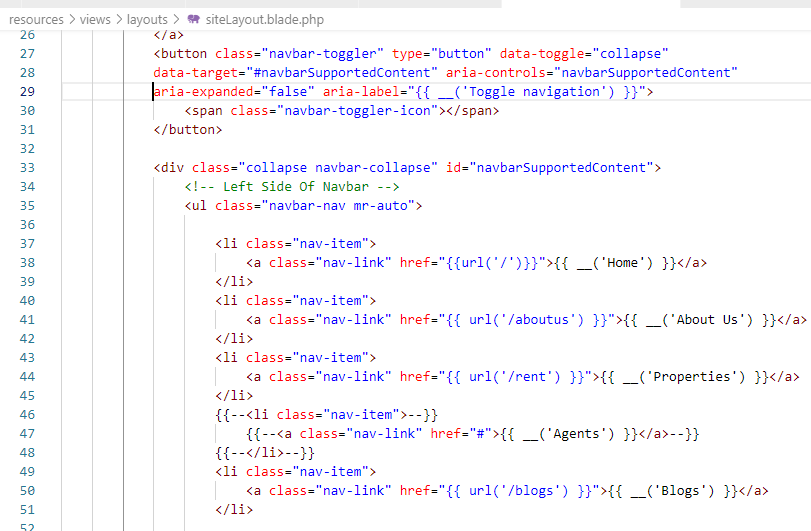 resources > views > layouts > siteLayout.blade.php
26 </a>
27 <button class="navbar-toggler" type="button" data-toggle="collapse"
28 data-target="#navbarSupportedContent" aria-controls="navbarSupportedContent"
29 aria-expanded="false" aria-label="{{ __('Toggle navigation') }}">
30 <span class="navbar-toggler-icon"></span>
31 </button>
32
33 <div class="collapse navbar-collapse" id="navbarSupportedContent">
34 <!-- Left Side Of Navbar -->
35 <ul class="navbar-nav mr-auto">
36
37 <li class="nav-item">
38 <a class="nav-link" href="{{url('/')}}">{{ __('Home') }}</a>
39 </li>
40 <li class="nav-item">
41 <a class="nav-link" href="{{ url('/aboutus') }}">{{ __('About Us') }}</a>
42 </li>
43 <li class="nav-item">
44 <a class="nav-link" href="{{ url('/rent') }}">{{ __('Properties') }}</a>
45 </li>
46 {{--<li class="nav-item">--}}
47 {{--<a class="nav-link" href="#">{{ __('Agents') }}</a>--}}
48 {{--</li>--}}
49 <li class="nav-item">
50 <a class="nav-link" href="{{ url('/blogs') }}">{{ __('Blogs') }}</a>
51 </li>
52